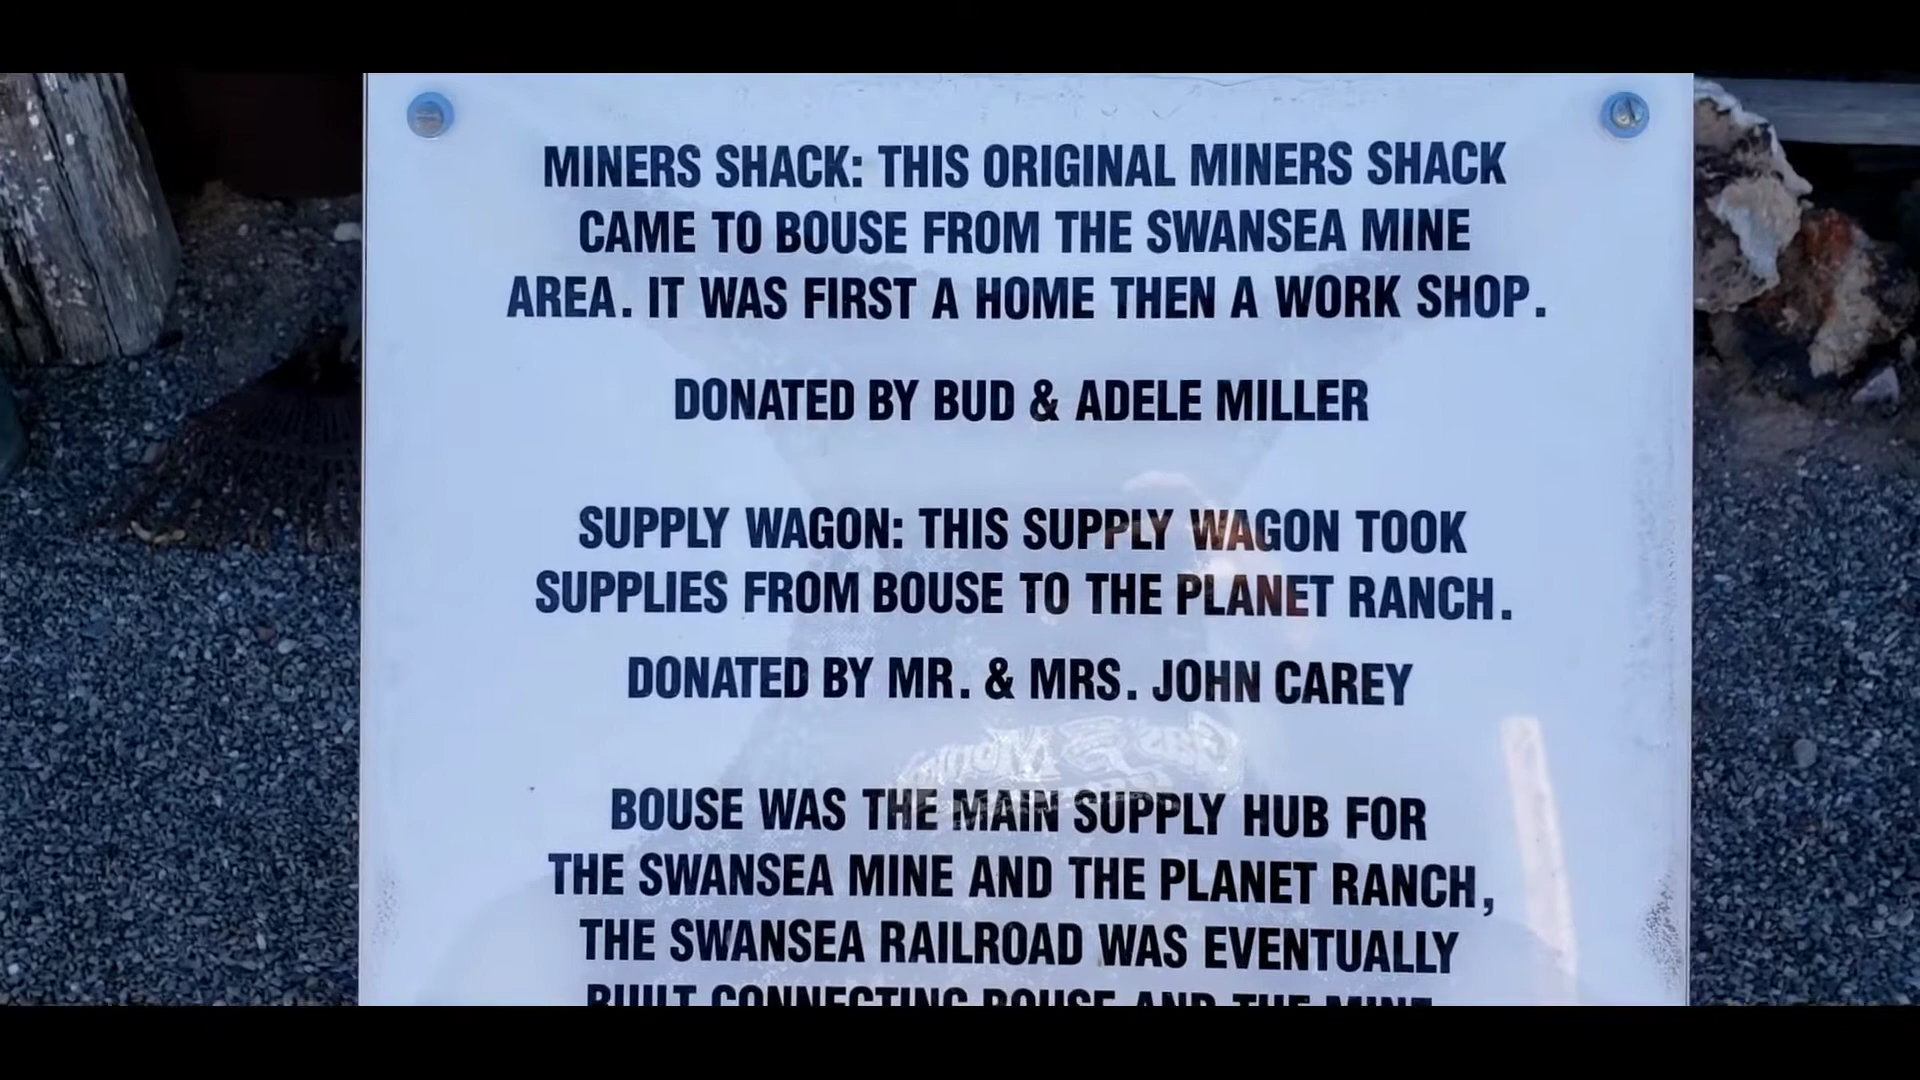 MINERS SHACK: THIS ORIGINAL MINERS SHACK
CAME TO BOUSE FROM THE SWANSEA MINE
AREA. IT WAS FIRST A HOME THEN A WORK SHOP.
DONATED BY BUD & ADELE MILLER
SUPPLY WAGON: THIS SUPPLY WAGON TOOK
SUPPLIES FROM BOUSE TO THE PLANET RANCH.
DONATED BY MR. & MRS. JOHN CAREY
BOUSE WAS THE MAIN SUPPLY HUB FOR
THE SWANSEA MINE AND THE PLANET RANCH,
THE SWANSEA RAILROAD WAS EVENTUALLY
BUILT CONNECTING BOUSE AND THE MINE